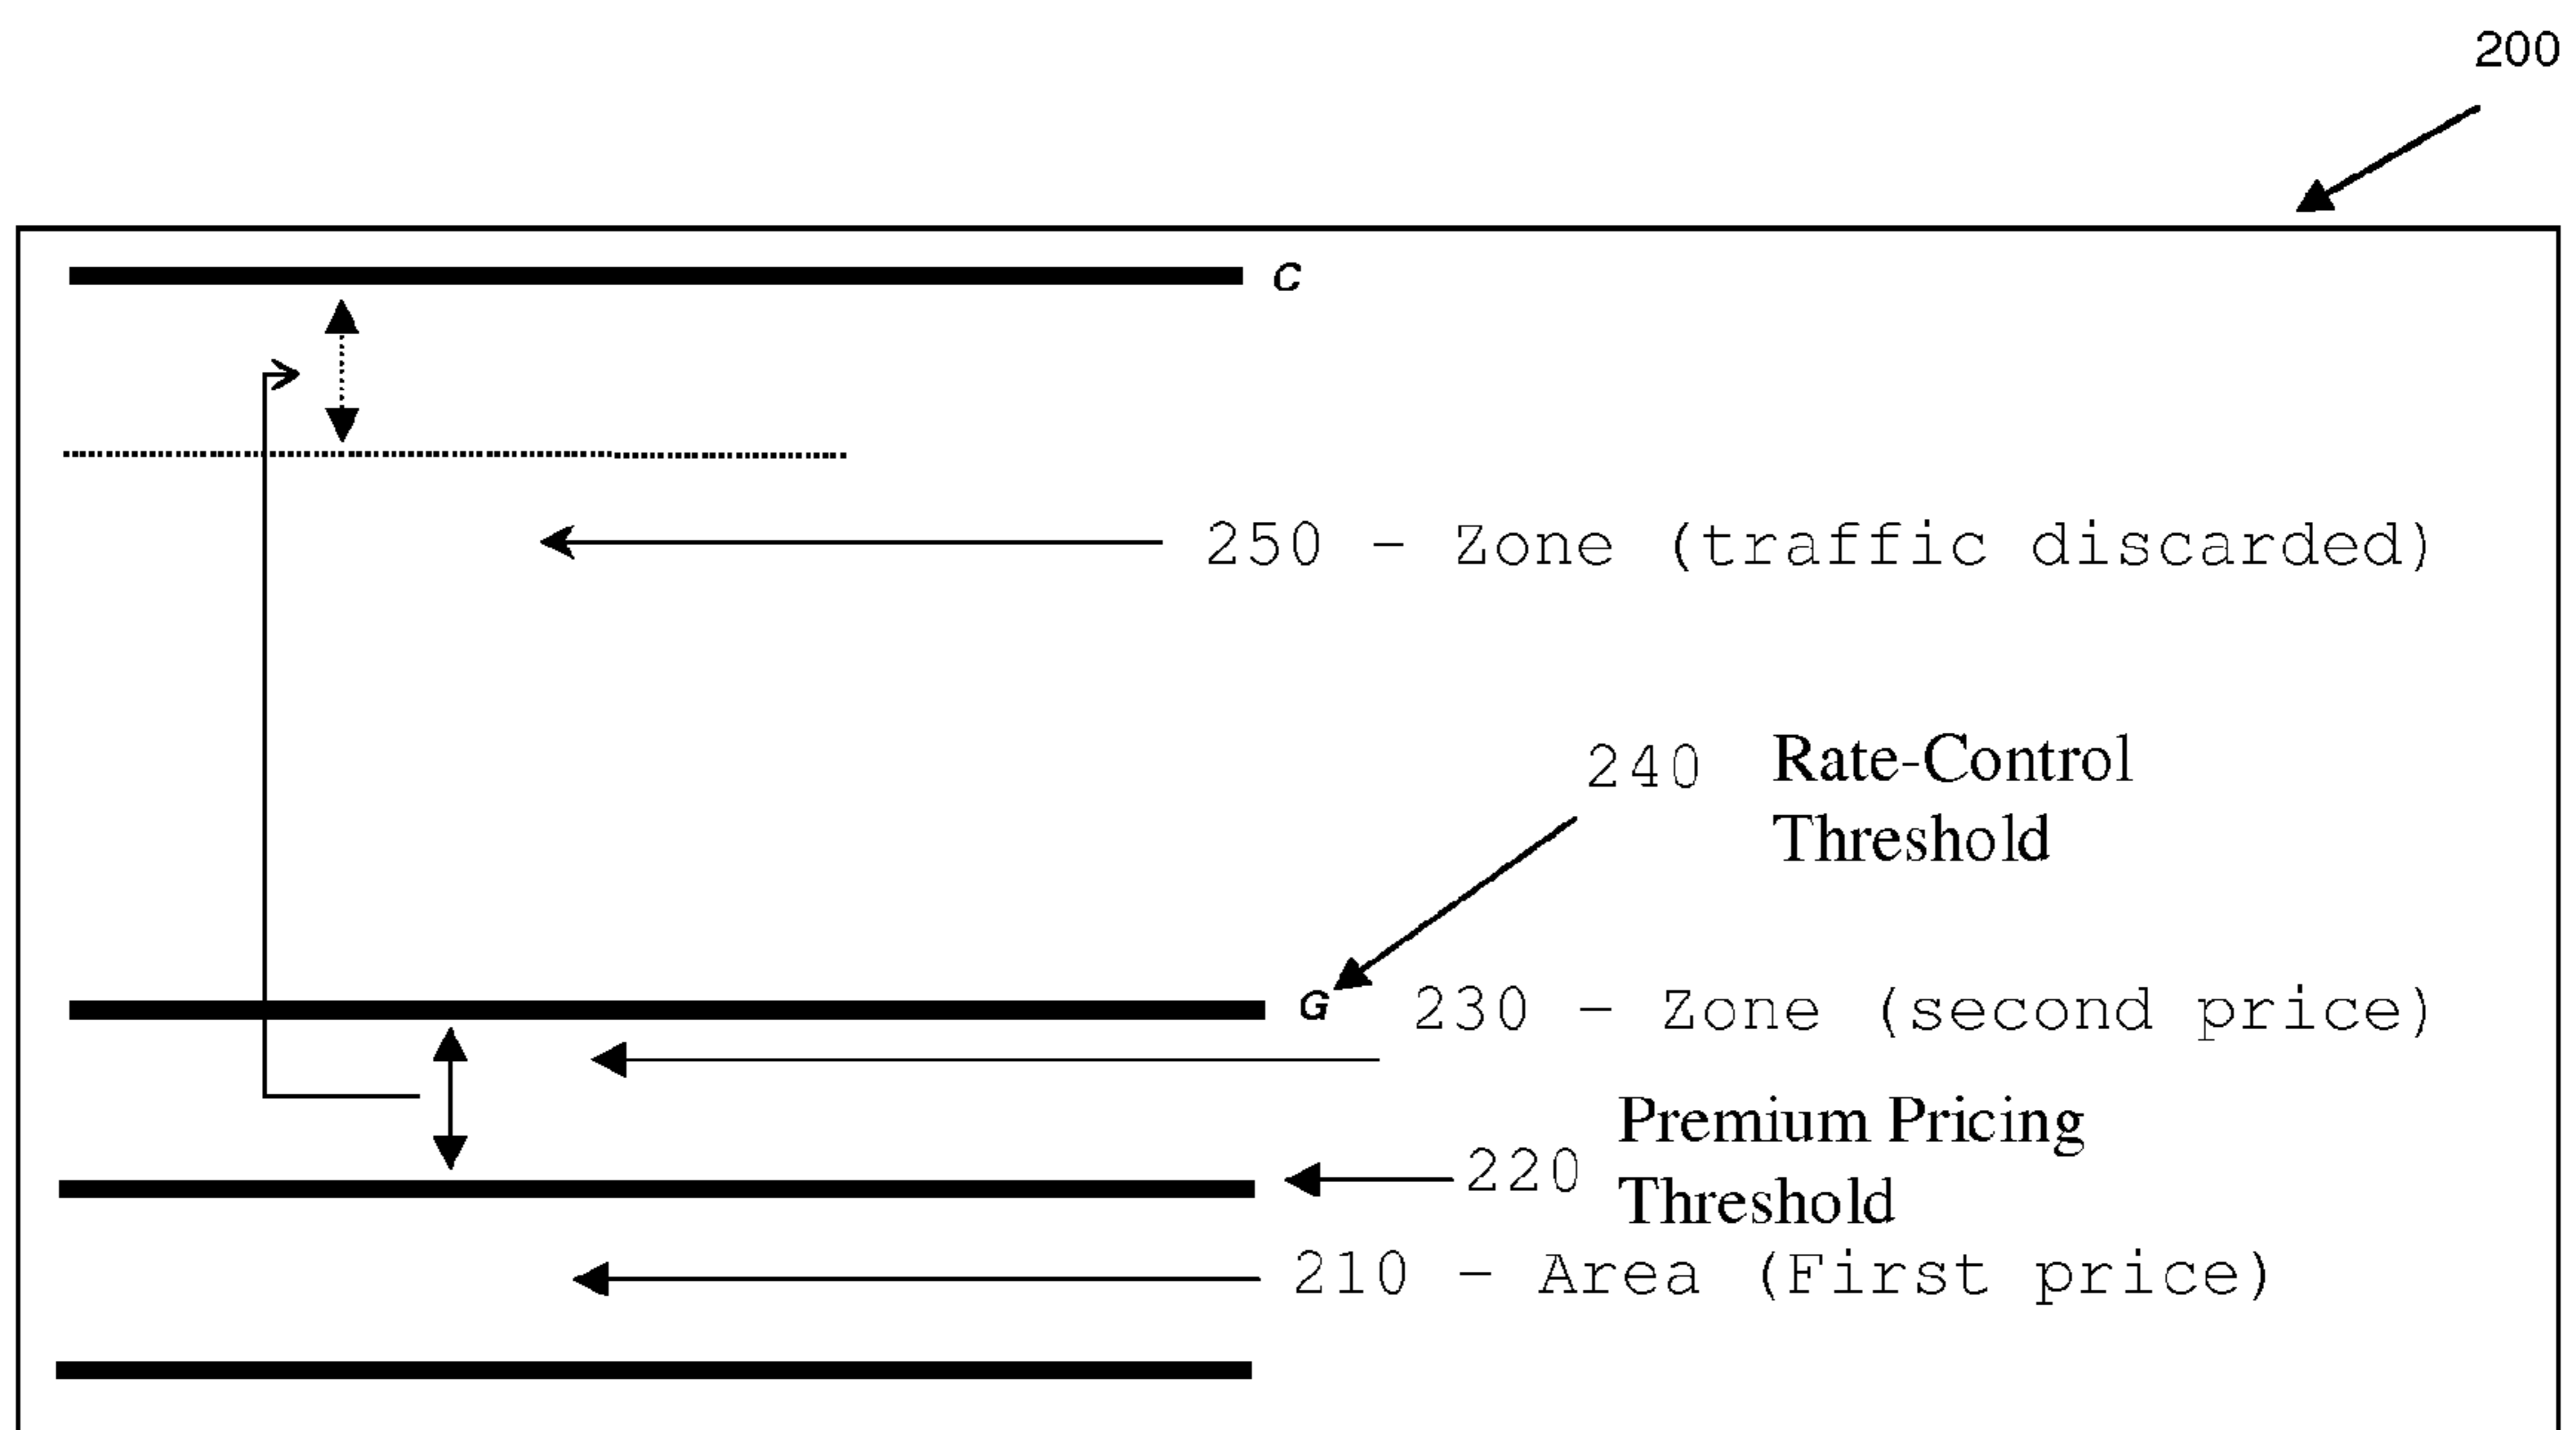 200
C
250 - Zone (traffic discarded)
240 Rate-Control
Threshold
G 230 - Zone (second price)
Premium Pricing
220
Threshold
210 - Area (First price)